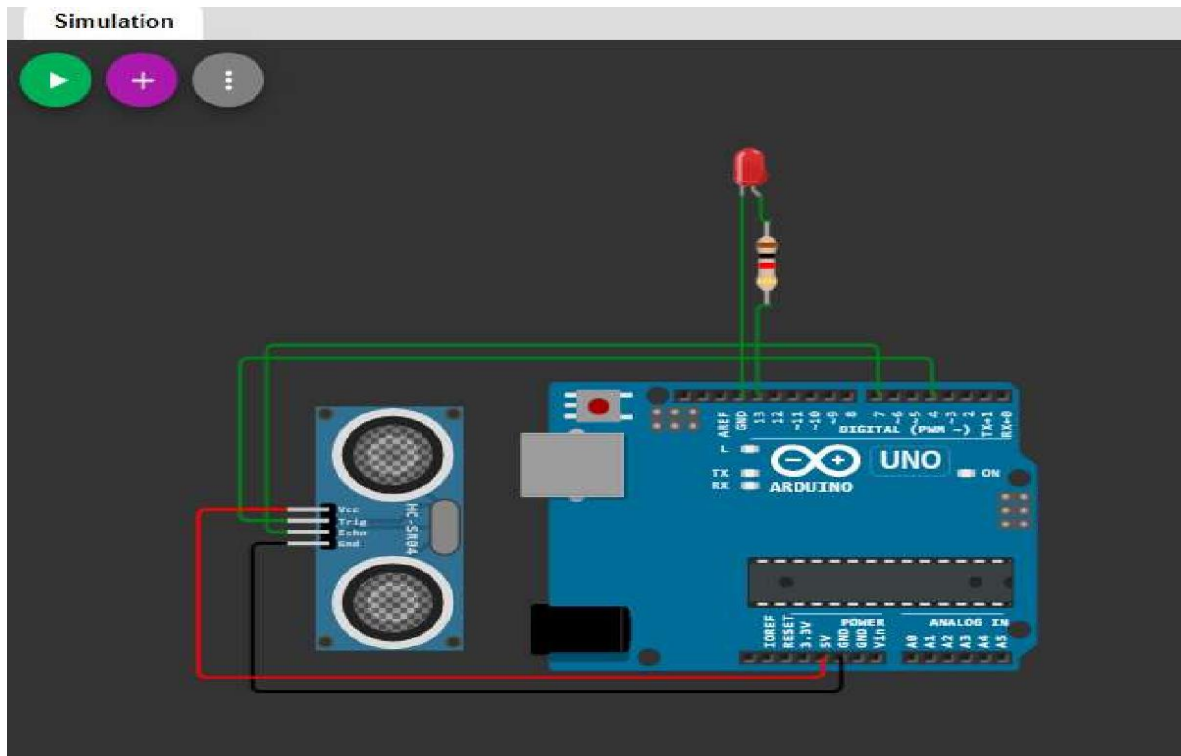 Simulation
AREF
GND
13
12
~11
~10
~9
8
7
~6
~5
4
~3
2
TX→1
RX←0
DIGITAL (PWM ~)
L
TX
RX
UNO
ARDUINO
ON
Vcc
Trig
Echo
Gnd
HC-SR04
POWER
ANALOG IN
IOREF
RESET
3.3V
5V
GND
GND
Vin
A0
A1
A2
A3
A4
A5